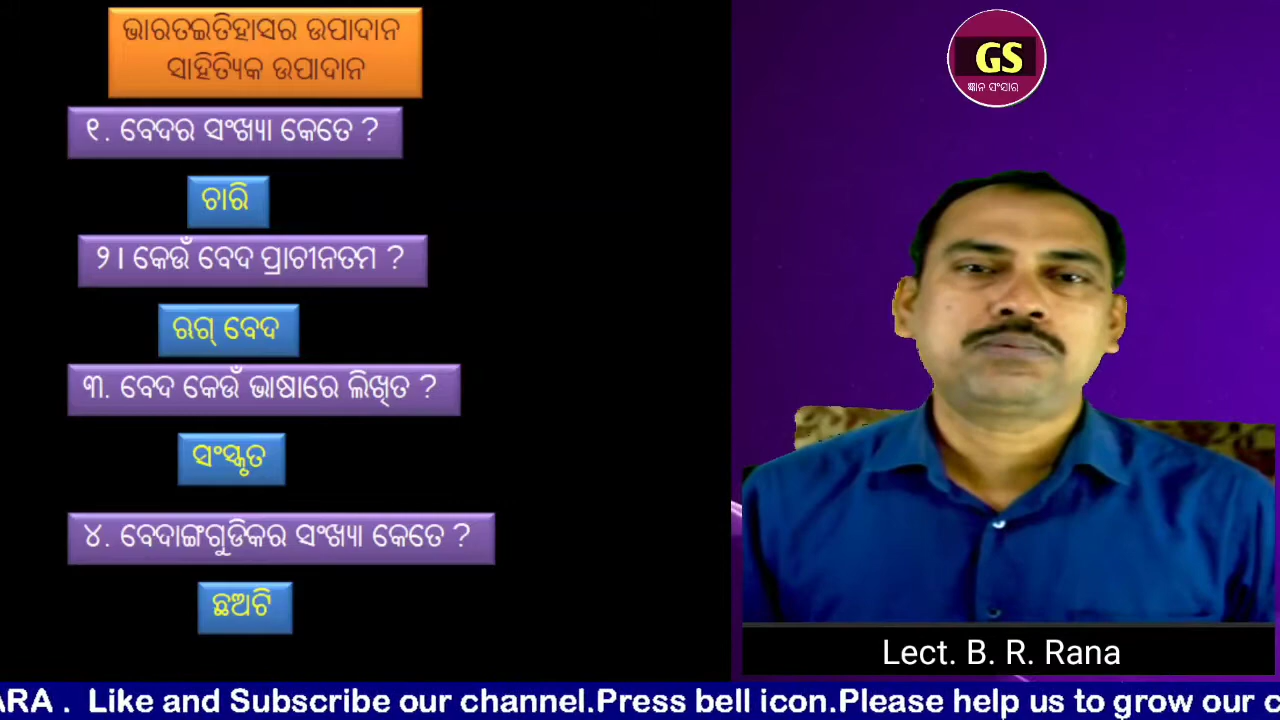 ଭାରତଇତିହାସର ଉପାଦାନ
ସାହିତ୍ୟିକ ଉପାଦାନ
୧. ବେଦର ସଂଖ୍ୟା କେତେ ?
ଚାରି
୨। କେଉଁ ବେଦ ପ୍ରାଚୀନତମ ?
ଋଗ୍ ବେଦ
୩. ବେଦ କେଉଁ ଭାଷାରେ ଲିଖିତ ?
ସଂସ୍କୃତ
୪. ବେଦାଙ୍ଗଗୁଡିକର ସଂଖ୍ୟା କେତେ ?
ଛଅଟି
GS
ଜ୍ଞାନ ସଂସାର
Lect. B. R. Rana
ARA . Like and Subscribe our channel.Press bell icon.Please help us to grow our c